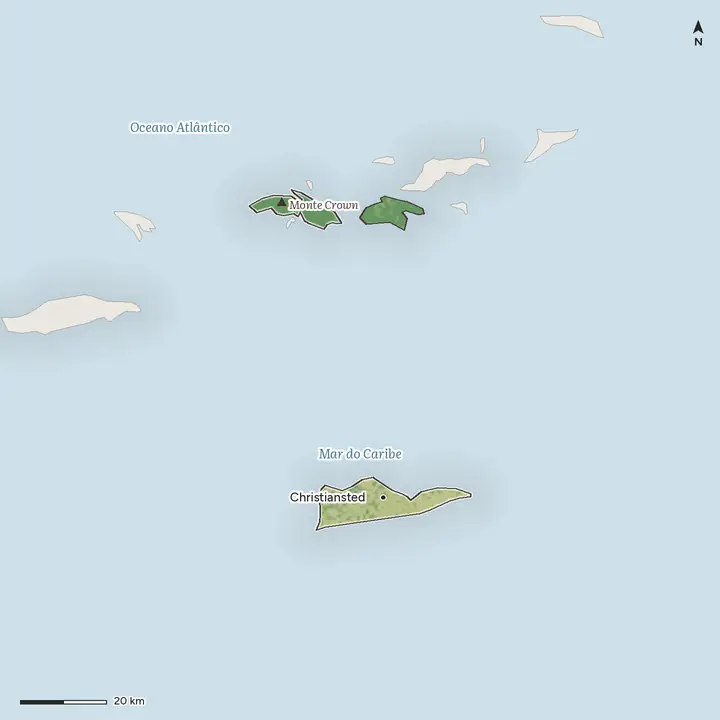 N
Oceano Atlântico
Monte Crown
Mar do Caribe
Christiansted
20 km